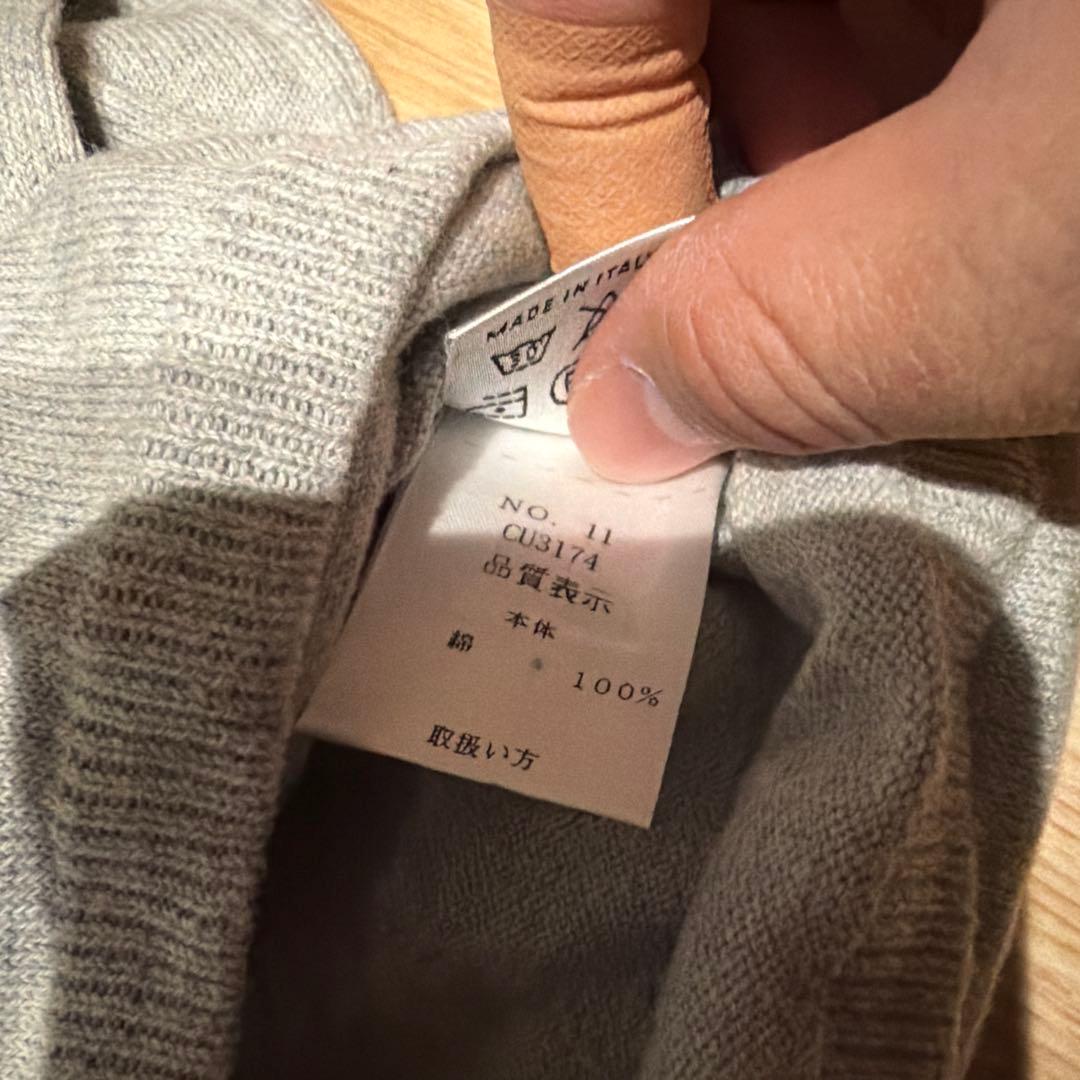 MADE IN ITALY
NO. 11
CU3174
品質表示
本体
綿 100%
取扱い方